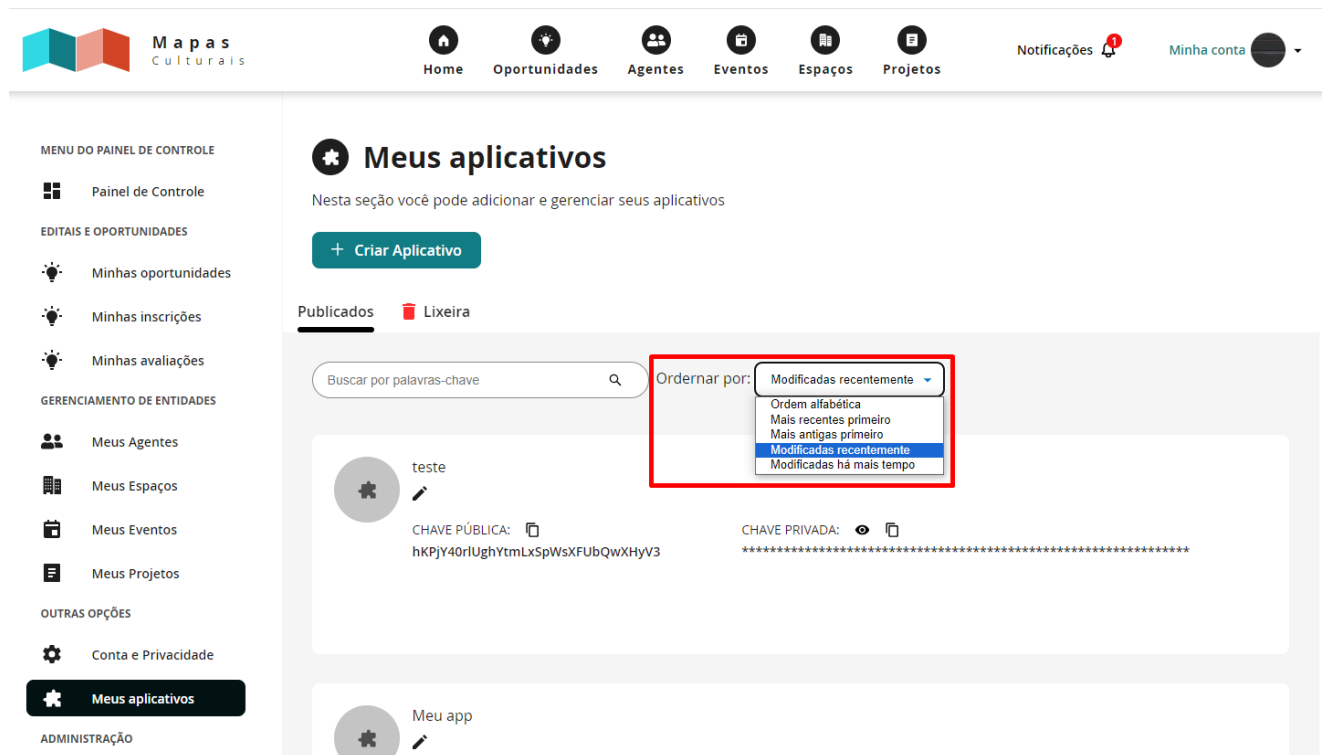 Mapas
Culturais
Home
Oportunidades
Agentes
Eventos
Espaços
Projetos
Notificações
1
Minha conta
MENU DO PAINEL DE CONTROLE
Painel de Controle
EDITAIS E OPORTUNIDADES
Minhas oportunidades
Minhas inscrições
Minhas avaliações
GERENCIAMENTO DE ENTIDADES
Meus Agentes
Meus Espaços
Meus Eventos
Meus Projetos
OUTRAS OPÇÕES
Conta e Privacidade
Meus aplicativos
ADMINISTRAÇÃO
Meus aplicativos
Nesta seção você pode adicionar e gerenciar seus aplicativos
+ Criar Aplicativo
Publicados
Lixeira
Buscar por palavras-chave
Ordernar por:
Modificadas recentemente
Ordem alfabética
Mais recentes primeiro
Mais antigas primeiro
Modificadas recentemente
Modificadas há mais tempo
teste
CHAVE PÚBLICA:
hKPjY40rlUghYtmLxSpWsXFUbQwXHyV3
CHAVE PRIVADA:
****************************************************************
Meu app